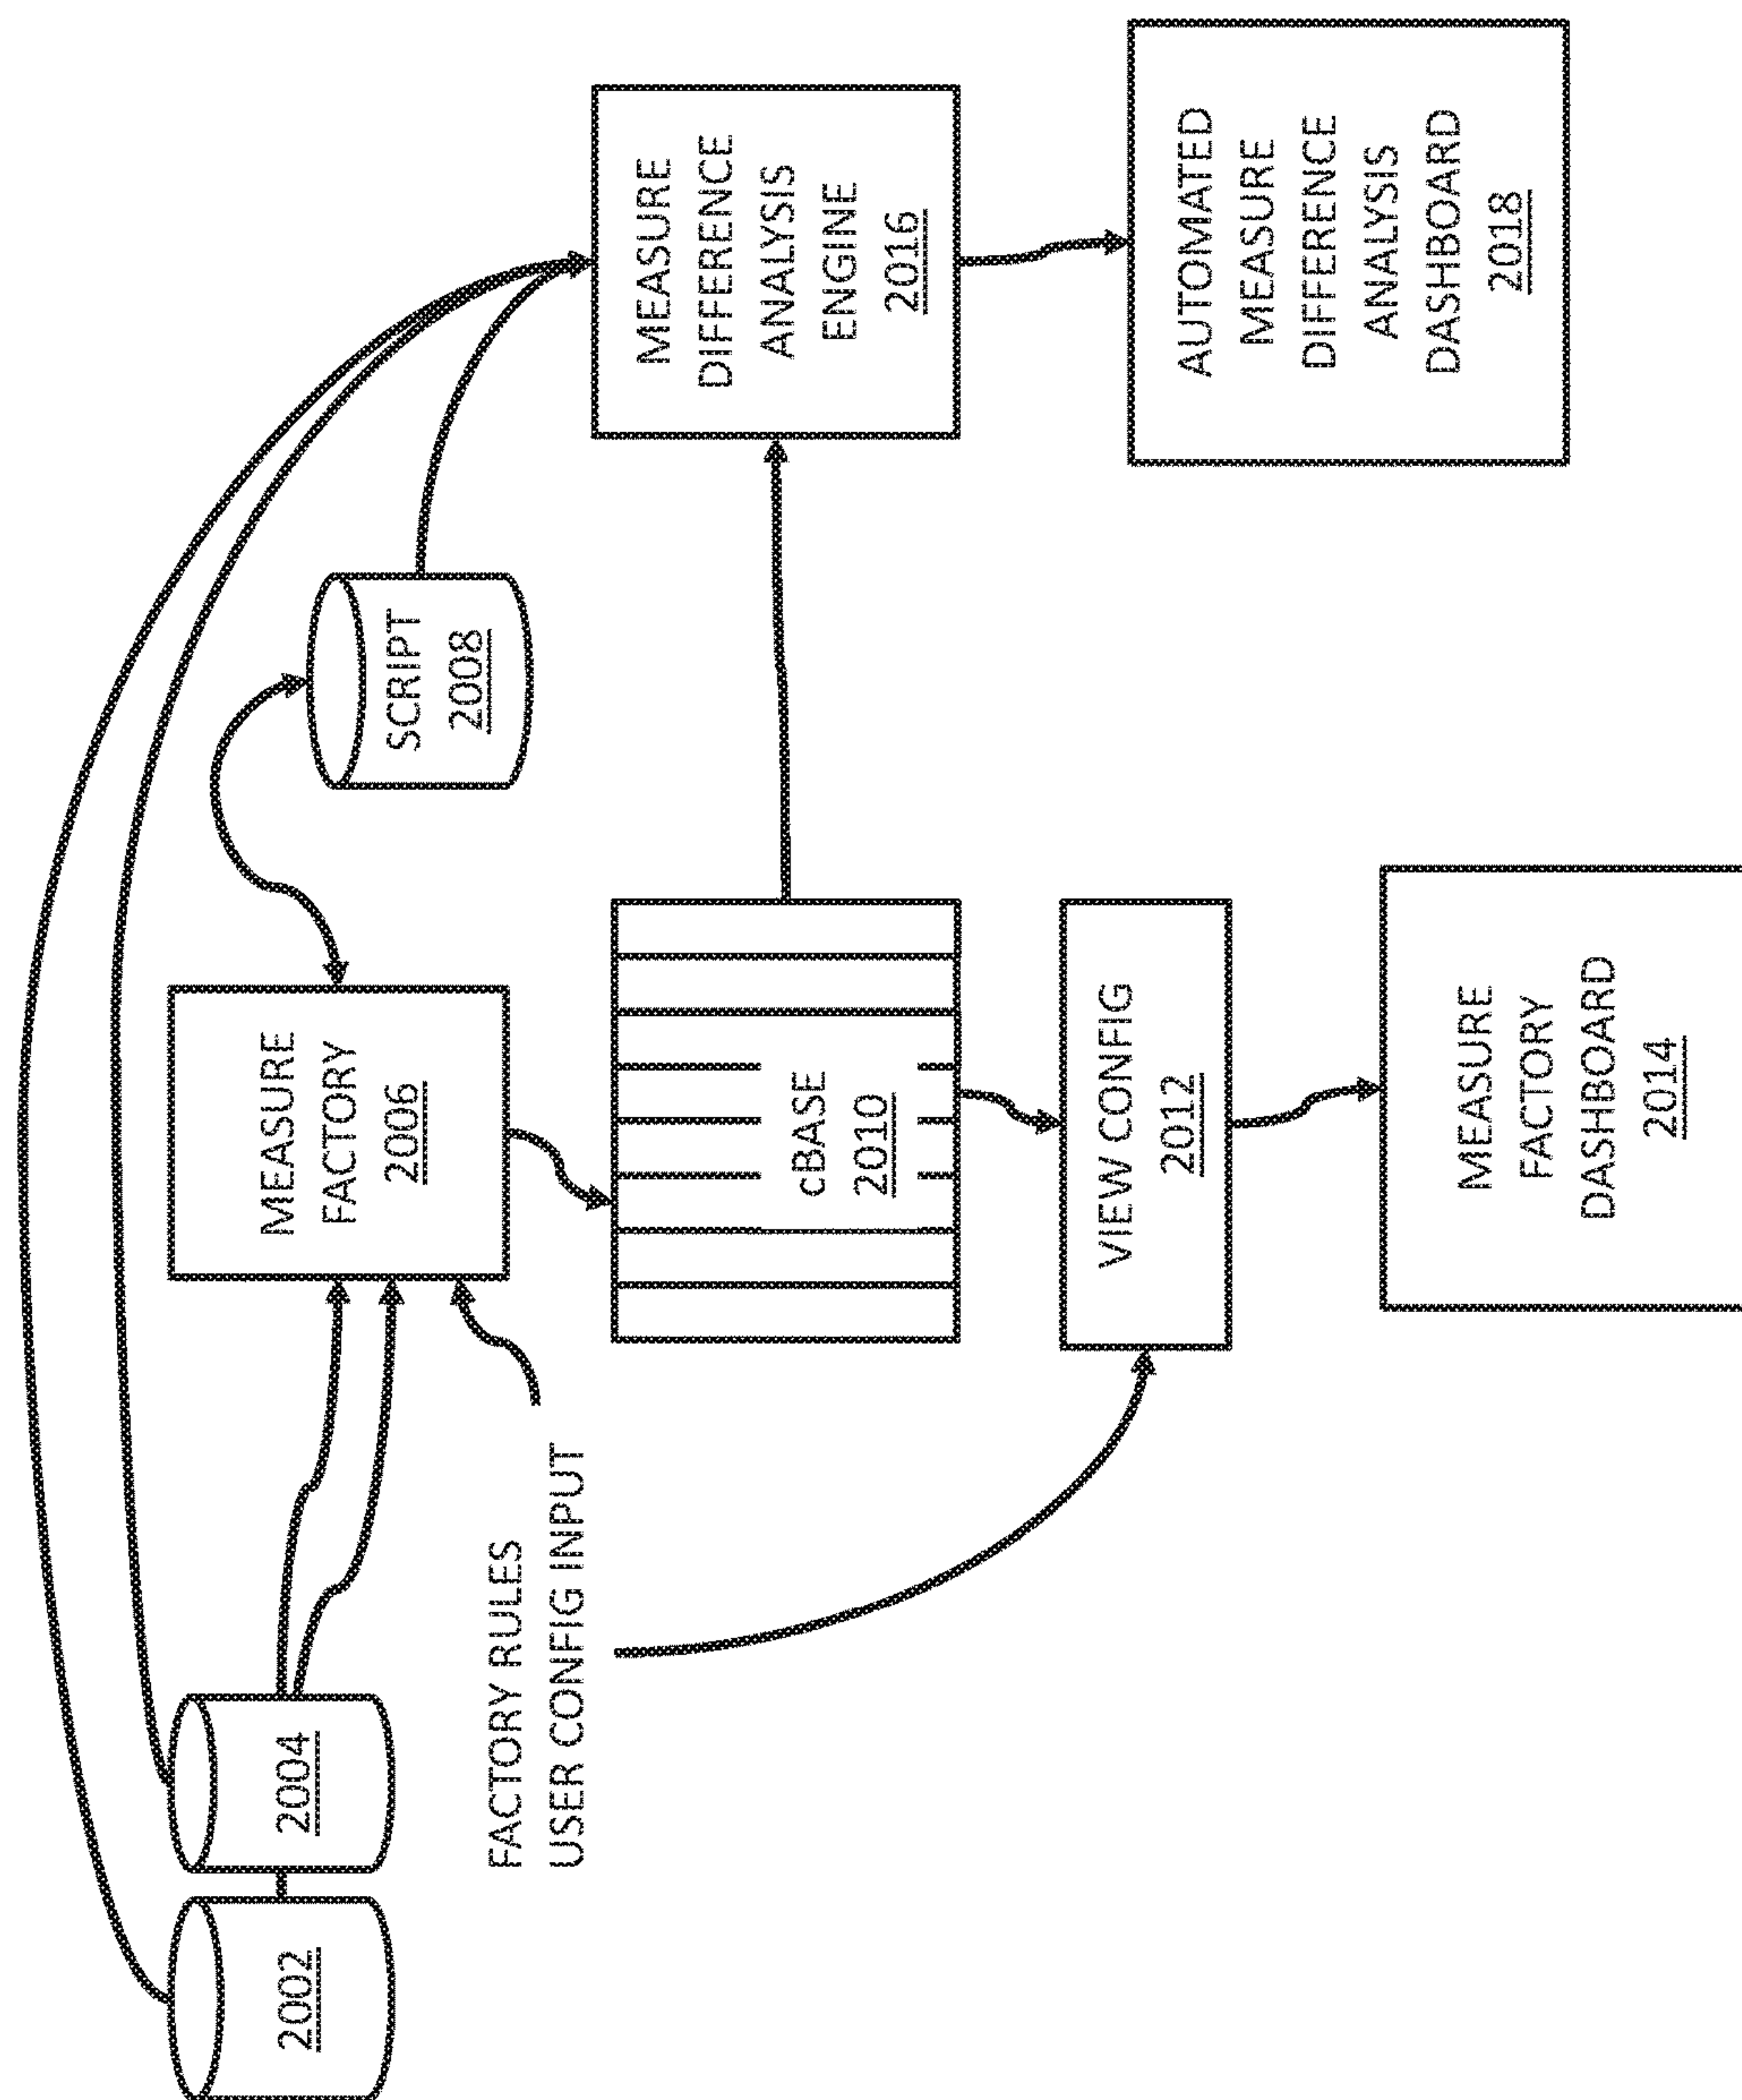 2002
2004
FACTORY RULES
USER CONFIG INPUT
MEASURE
FACTORY
2006
SCRIPT
2008
cBASE
2010
VIEW CONFIG
2012
MEASURE
FACTORY
DASHBOARD
2014
MEASURE
DIFFERENCE
ANALYSIS
ENGINE
2016
AUTOMATED
MEASURE
DIFFERENCE
ANALYSIS
DASHBOARD
2018